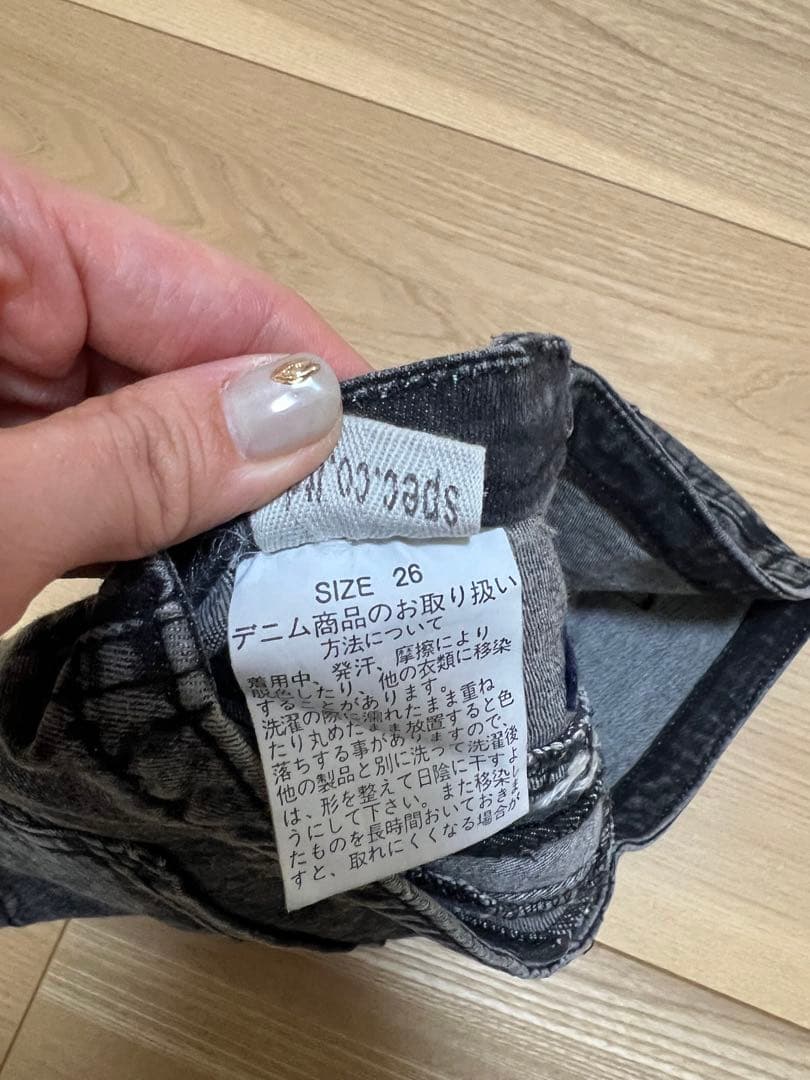 spec.co.
SIZE 26
デニム商品のお取り扱い
方法について
着用中、発汗、摩擦により
脱色したり、他の衣類に移染
することがあります。
洗濯の際に濡れたまま重ね
たり丸めたまま放置すると色
落ちする事がありますので、
他の製品と別に洗って洗濯後
は、形を整えて日陰に干すよ
うにして下さい。また移染し
たものを長時間おいておきま
すと、取れにくくなる場合が